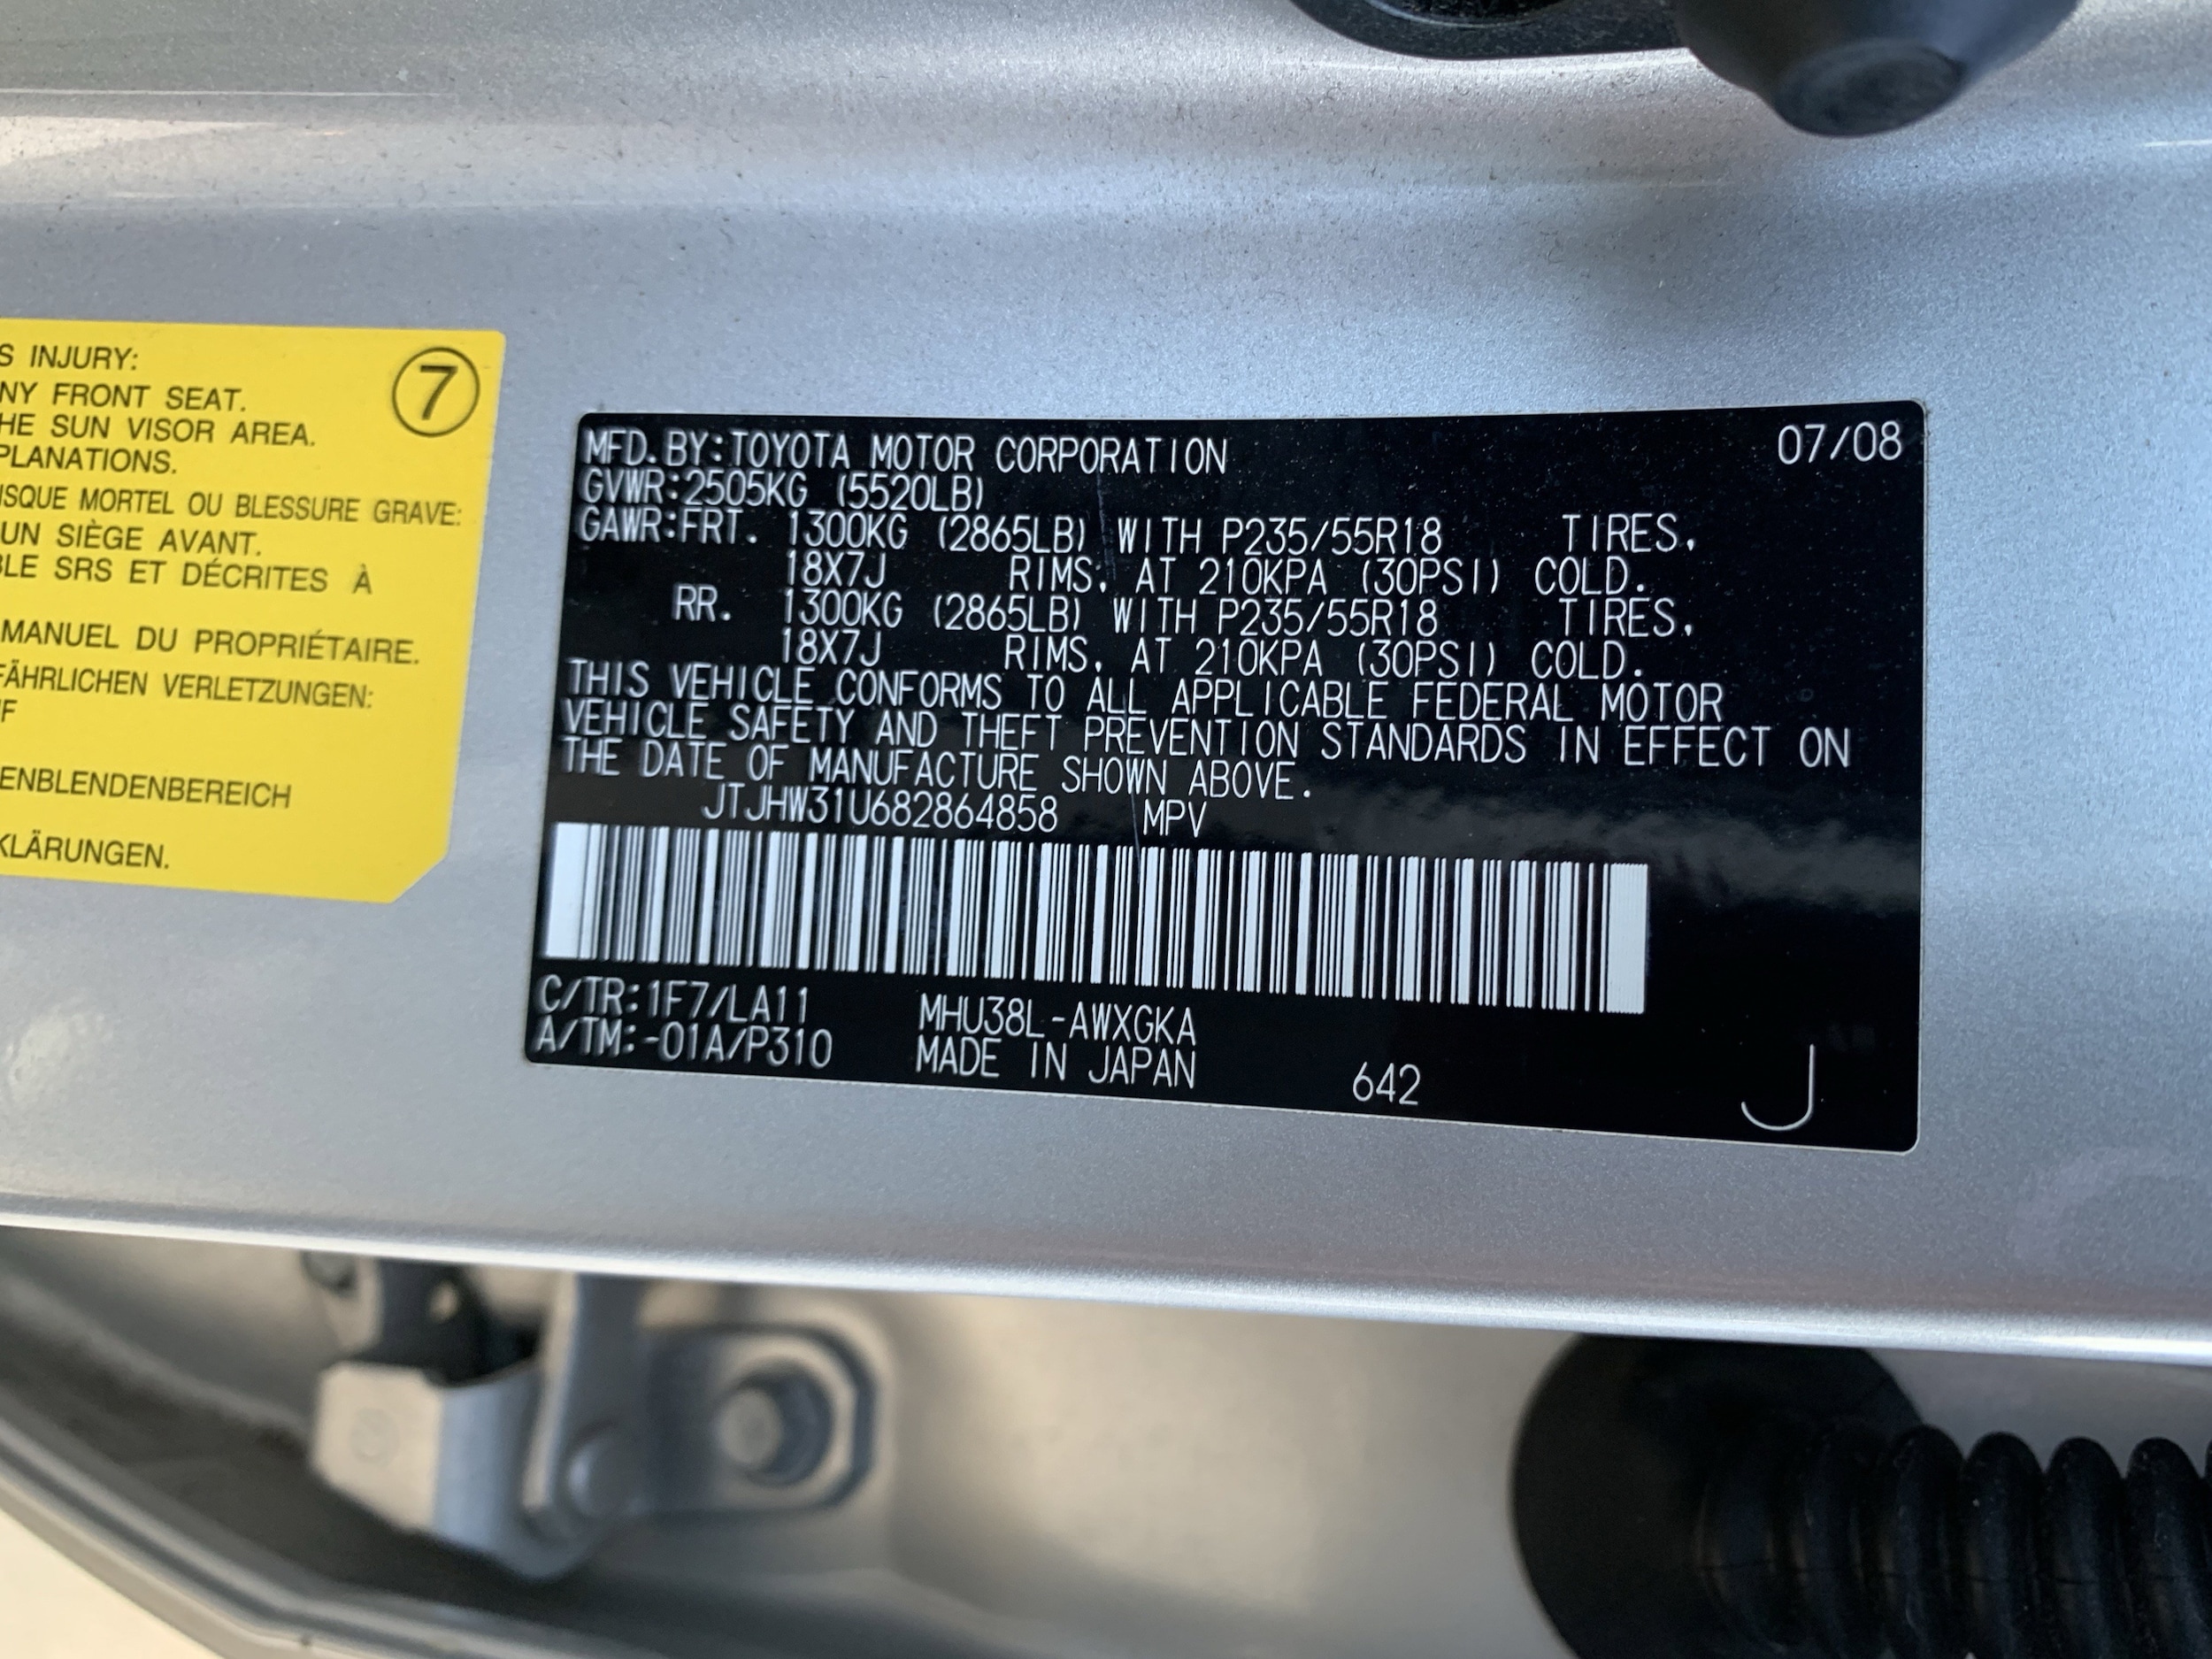 S INJURY:
7
NY FRONT SEAT.
HE SUN VISOR AREA.
PLANATIONS.
ISQUE MORTEL OU BLESSURE GRAVE:
UN SIÈGE AVANT.
BLE SRS ET DÉCRITES À
MANUEL DU PROPRIÉTAIRE.
FÄHRLICHEN VERLETZUNGEN:
F
ENBLENDENBEREICH
KLÄRUNGEN.
MFD.BY:TOYOTA MOTOR CORPORATION 07/08
GVWR:2505KG (5520LB)
GAWR:FRT. 1300KG (2865LB) WITH P235/55R18 TIRES,
18X7J RIMS, AT 210KPA (30PSI) COLD.
RR. 1300KG (2865LB) WITH P235/55R18 TIRES,
18X7J RIMS, AT 210KPA (30PSI) COLD.
THIS VEHICLE CONFORMS TO ALL APPLICABLE FEDERAL MOTOR
VEHICLE SAFETY AND THEFT PREVENTION STANDARDS IN EFFECT ON
THE DATE OF MANUFACTURE SHOWN ABOVE.
JTJHW31U682864858 MPV
C/TR:1F7/LA11 MHU38L-AWXGKA
A/TM:-01A/P310 MADE IN JAPAN 642 J